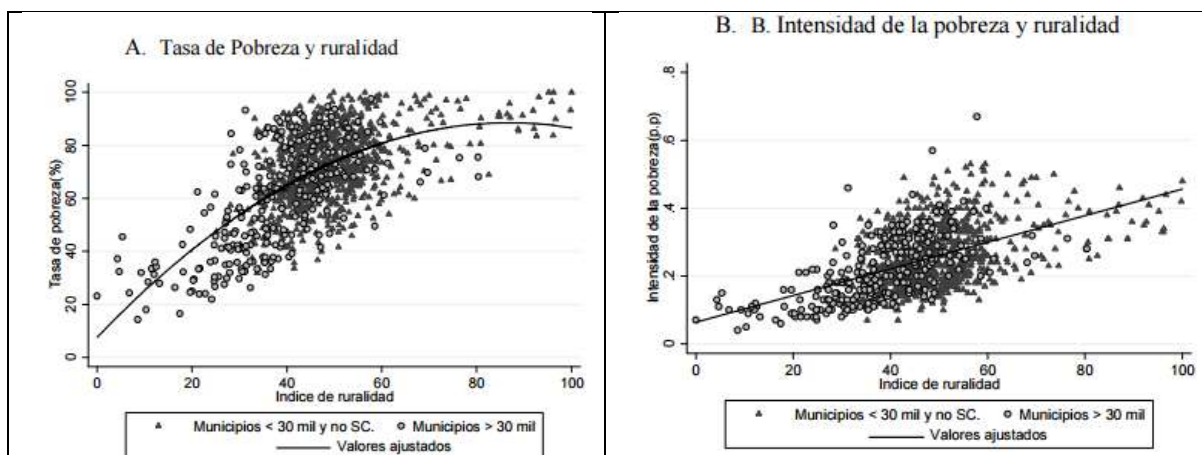 A. Tasa de Pobreza y ruralidad
Tasa de pobreza(%)
100
80
60
40
20
0
0 20 40 60 80 100
Indice de ruralidad
Municipios < 30 mil y no SC. Municipios > 30 mil
Valores ajustados
B. B. Intensidad de la pobreza y ruralidad
Intensidad de la pobreza(p.p)
.8
.6
.4
.2
0
0 20 40 60 80 100
Indice de ruralidad
Municipios < 30 mil y no SC. Municipios > 30 mil
Valores ajustados